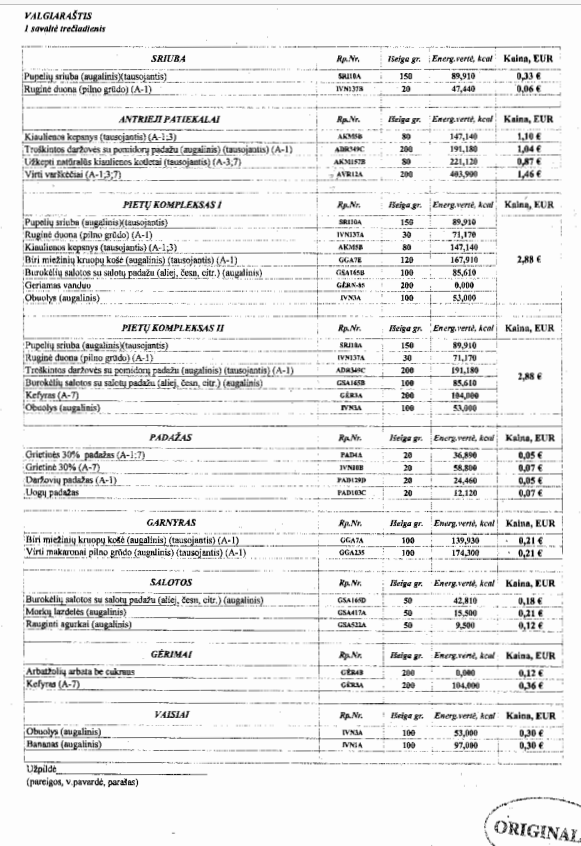 VALGIARAŠTIS
1 savaitė trečiadienis
SRIUBA Rp.Nr. Išeiga gr. Energ.vertė, kcal Kaina, EUR
Pupelių sriuba (augalinis)(tausojantis) SRI10A 150 89,910 0,33 €
Ruginė duona (pilno grūdo) (A-1) IVN137B 20 47,440 0,06 €
ANTRIEJI PATIEKALAI Rp.Nr. Išeiga gr. Energ.vertė, kcal Kaina, EUR
Kiaulienos kepsnys (tausojantis) (A-1;3) AKM5B 80 147,140 1,10 €
Troškintos daržovės su pomidorų padažu (augalinis) (tausojantis) (A-1) ADR349C 200 191,180 1,04 €
Užkepti natūralūs kiaulienos kotletai (tausojantis) (A-3,7) AKM157B 80 221,120 0,87 €
Virti varškėčiai (A-1,3;7) AVR12A 200 403,900 1,46 €
PIETŲ KOMPLEKSAS I Rp.Nr. Išeiga gr. Energ.vertė, kcal Kaina, EUR
Pupelių sriuba (augalinis)(tausojantis) SRI10A 150 89,910
Ruginė duona (pilno grūdo) (A-1) IVN137A 30 71,170
Kiaulienos kepsnys (tausojantis) (A-1;3) AKM5B 80 147,140
Biri miežinių kruopų košė (augalinis) (tausojantis) (A-1) GGA7E 120 167,910 2,88 €
Burokėlių salotos su salotų padažu (aliej, česn, citr.) (augalinis) GSA165B 100 85,610
Geriamas vanduo GĖRN-85 200 0,000
Obuolys (augalinis) IVN3A 100 53,000
PIETŲ KOMPLEKSAS II Rp.Nr. Išeiga gr. Energ.vertė, kcal Kaina, EUR
Pupelių sriuba (augalinis)(tausojantis) SRI10A 150 89,910
Ruginė duona (pilno grūdo) (A-1) IVN137A 30 71,170
Troškintos daržovės su pomidorų padažu (augalinis) (tausojantis) (A-1) ADR349C 200 191,180 2,88 €
Burokėlių salotos su salotų padažu (aliej, česn, citr.) (augalinis) GSA165B 100 85,610
Kefyras (A-7) GĖR3A 200 104,000
Obuolys (augalinis) IVN3A 100 53,000
PADAŽAS Rp.Nr. Išeiga gr. Energ.vertė, kcal Kaina, EUR
Grietinės 30% padažas (A-1;7) PAD4A 20 36,890 0,05 €
Grietinė 30% (A-7) IVN10B 20 58,800 0,07 €
Daržovių padažas (A-1) PAD129D 20 24,460 0,05 €
Uogų padažas PAD103C 20 12,120 0,07 €
GARNYRAS Rp.Nr. Išeiga gr. Energ.vertė, kcal Kaina, EUR
Biri miežinių kruopų košė (augalinis) (tausojantis) (A-1) GGA7A 100 139,930 0,21 €
Virti makaronai pilno grūdo (augalinis) (tausojantis) (A-1) GGA235 100 174,300 0,21 €
SALOTOS Rp.Nr. Išeiga gr. Energ.vertė, kcal Kaina, EUR
Burokėlių salotos su salotų padažu (aliej, česn, citr.) (augalinis) GSA165D 50 42,810 0,18 €
Morkų lazdelės (augalinis) GSA417A 50 15,500 0,21 €
Rauginti agurkai (augalinis) GSA522A 50 9,500 0,12 €
GĖRIMAI Rp.Nr. Išeiga gr. Energ.vertė, kcal Kaina, EUR
Arbatžolių arbata be cukraus GĖR4B 200 0,000 0,12 €
Kefyras (A-7) GĖR3A 200 104,000 0,36 €
VAISIAI Rp.Nr. Išeiga gr. Energ.vertė, kcal Kaina, EUR
Obuolys (augalinis) IVN3A 100 53,000 0,30 €
Bananas (augalinis) IVN1A 100 97,000 0,30 €
Užpildė
(pareigos, v.pavardė, parašas)
ORIGINAL